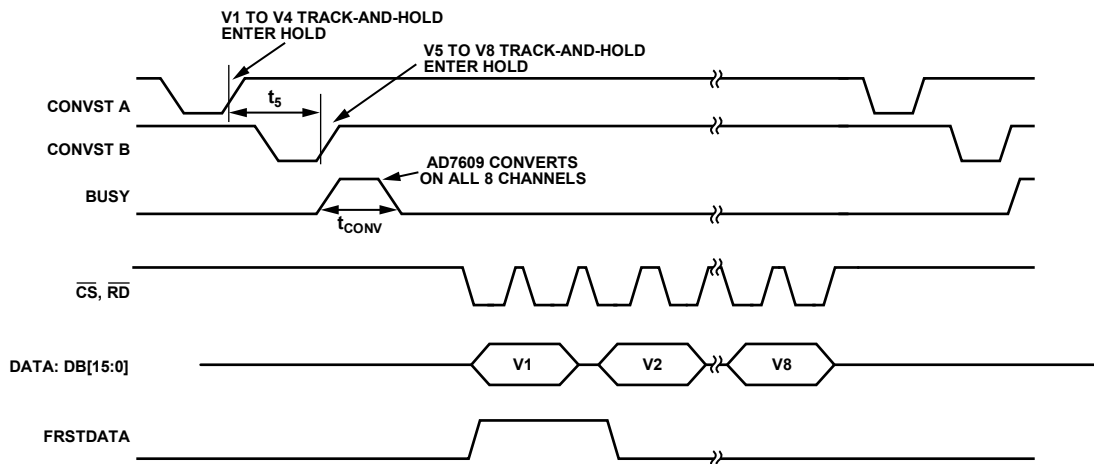 V1 TO V4 TRACK-AND-HOLD
ENTER HOLD
V5 TO V8 TRACK-AND-HOLD
ENTER HOLD
CONVST A
t5
CONVST B
AD7609 CONVERTS
ON ALL 8 CHANNELS
BUSY
tCONV
CS, RD
DATA: DB[15:0]
V1
V2
V8
FRSTDATA